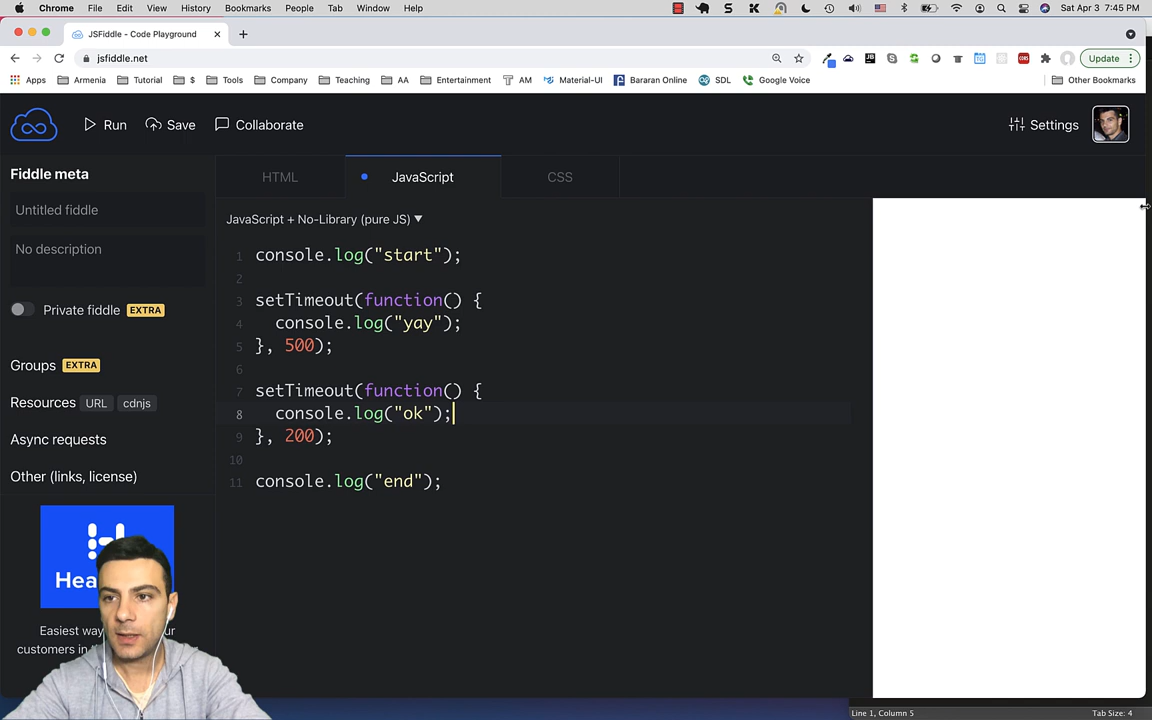 Chrome File Edit View History Bookmarks People Tab Window Help Sat Apr 3 7:45 PM
JSFiddle - Code Playground
jsfiddle.net Update
Apps Armenia Tutorial $ Tools Company Teaching AA Entertainment AM Material-UI Bararan Online SDL Google Voice Other Bookmarks
Run Save Collaborate Settings
Fiddle meta
Untitled fiddle
No description
Private fiddle EXTRA
Groups EXTRA
Resources URL cdnjs
Async requests
Other (links, license)
Hea
Easiest way ur
customers in
HTML JavaScript CSS
JavaScript + No-Library (pure JS) ▼
1 console.log("start");
2
3 setTimeout(function() {
4 console.log("yay");
5 }, 500);
6
7 setTimeout(function() {
8 console.log("ok");
9 }, 200);
10
11 console.log("end");
Line 1, Column 5 Tab Size: 4